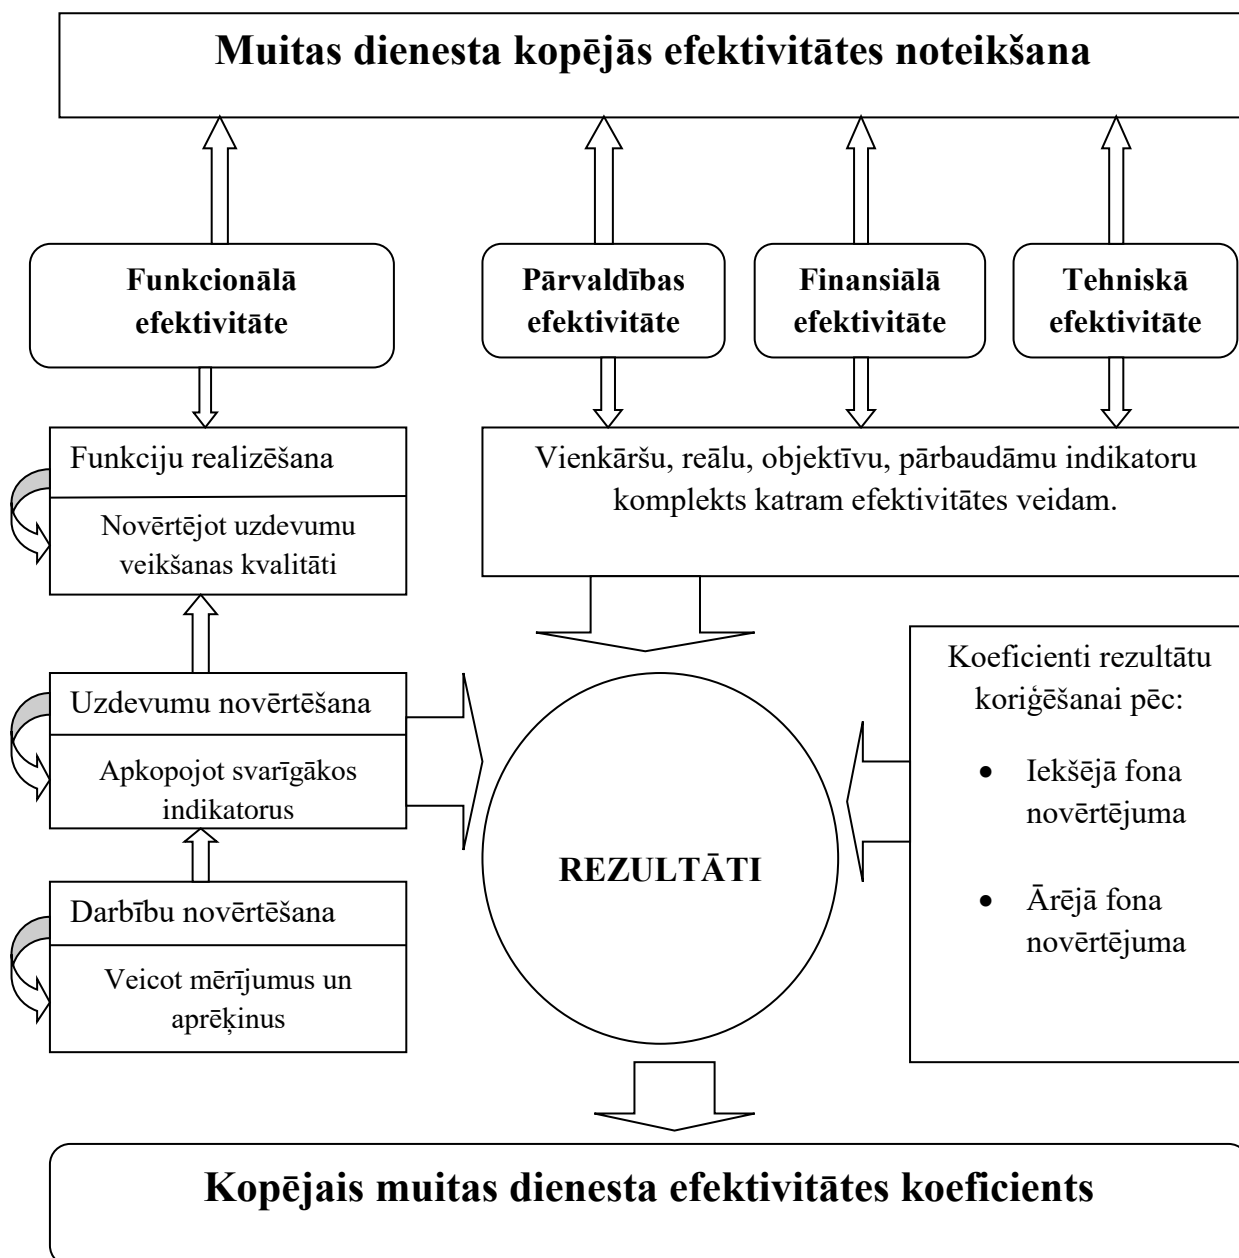 Muitas dienesta kopējās efektivitātes noteikšana
Funkcionālā
efektivitāte
Pārvaldības
efektivitāte
Finansiālā
efektivitāte
Tehniskā
efektivitāte
Funkciju realizēšana
Novērtējot uzdevumu
veikšanas kvalitāti
Vienkāršu, reālu, objektīvu, pārbaudāmu indikatoru
komplekts katram efektivitātes veidam.
Uzdevumu novērtēšana
Apkopojot svarīgākos
indikatorus
Darbību novērtēšana
Veicot mērījumus un
aprēķinus
REZULTĀTI
Koeficienti rezultātu
koriģēšanai pēc:
• Iekšējā fona
novērtējuma
• Ārējā fona
novērtējuma
Kopējais muitas dienesta efektivitātes koeficients